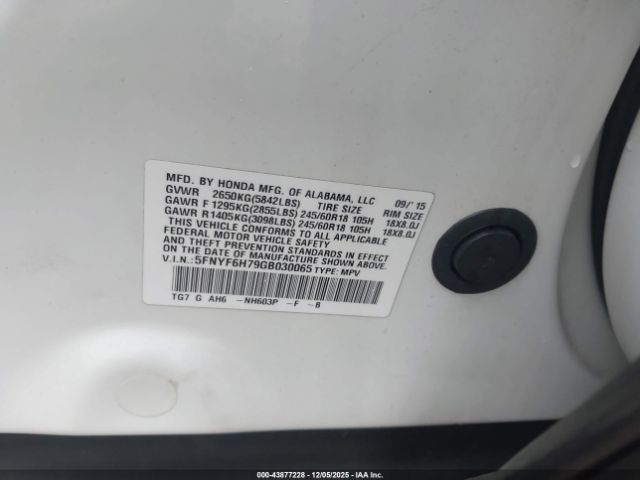 MFD. BY HONDA MFG. OF ALABAMA, LLC 09/'15
GVWR 2650KG(5842LBS) TIRE SIZE RIM SIZE
GAWR F 1295KG(2855LBS) 245/60R18 105H 18X8.0J
GAWR R 1405KG(3098LBS) 245/60R18 105H 18X8.0J
THIS VEHICLE CONFORMS TO ALL APPLICABLE
FEDERAL MOTOR VEHICLE SAFETY
AND THEFT PREVENTION STANDARDS IN EFFECT
ON THE DATE OF MANUFACTURE SHOWN ABOVE.
V.I.N.: 5FNYF6H79GB030065 TYPE: MPV
TG7 G AH6 -NH603P -F -B
000-43877228 - 12/05/2025 - IAA Inc.